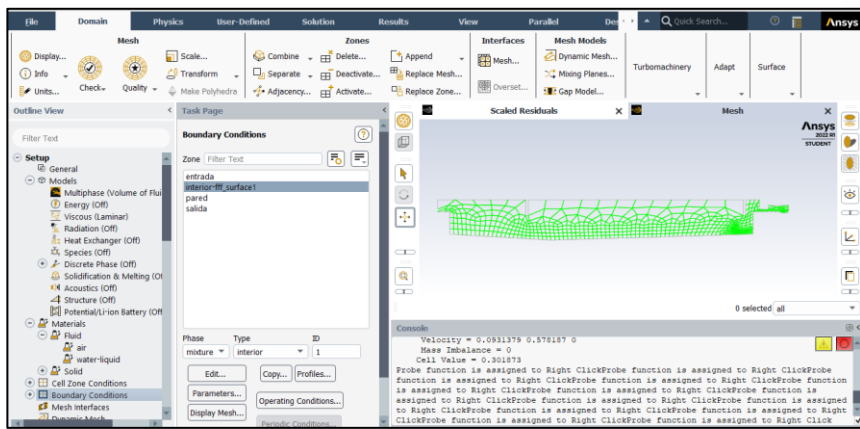 File Domain Physics User-Defined Solution Results View Parallel Des Quick Search... Ansys
Mesh Zones Interfaces Mesh Models
Display... Scale... Combine Delete... Append Mesh... Dynamic Mesh... Turbomachinery Adapt Surface
Info Check Quality Transform Separate Deactivate... Replace Mesh... Overset... Mixing Planes...
Units... Make Polyhedra Adjacency... Activate... Replace Zone... Gap Model...
Outline View
Filter Text
Setup
General
Models
Multiphase (Volume of Flui
Energy (Off)
Viscous (Laminar)
Radiation (Off)
Heat Exchanger (Off)
Species (Off)
Discrete Phase (Off)
Solidification & Melting (Of
Acoustics (Off)
Structure (Off)
Potential/Li-ion Battery (Off
Materials
Fluid
air
water-liquid
Solid
Cell Zone Conditions
Boundary Conditions
Mesh Interfaces
Dynamic Mesh
Task Page
Boundary Conditions
Zone Filter Text
entrada
interior-fff_surface1
pared
salida
Phase Type ID
mixture interior 1
Edit... Copy... Profiles...
Parameters... Operating Conditions...
Display Mesh...
Periodic Conditions...
Scaled Residuals
Mesh
Ansys
2022 R1
STUDENT
0 selected all
Console
Velocity = 0.0931379 0.578187 0
Mass Imbalance = 0
Cell Value = 0.301873
Probe function is assigned to Right ClickProbe function is assigned to Right ClickProbe
function is assigned to Right ClickProbe function is assigned to Right ClickProbe function
is assigned to Right ClickProbe function is assigned to Right ClickProbe function is
assigned to Right ClickProbe function is assigned to Right ClickProbe function is assigned
to Right ClickProbe function is assigned to Right ClickProbe function is assigned to Right
ClickProbe function is assigned to Right ClickProbe function is assigned to Right Click